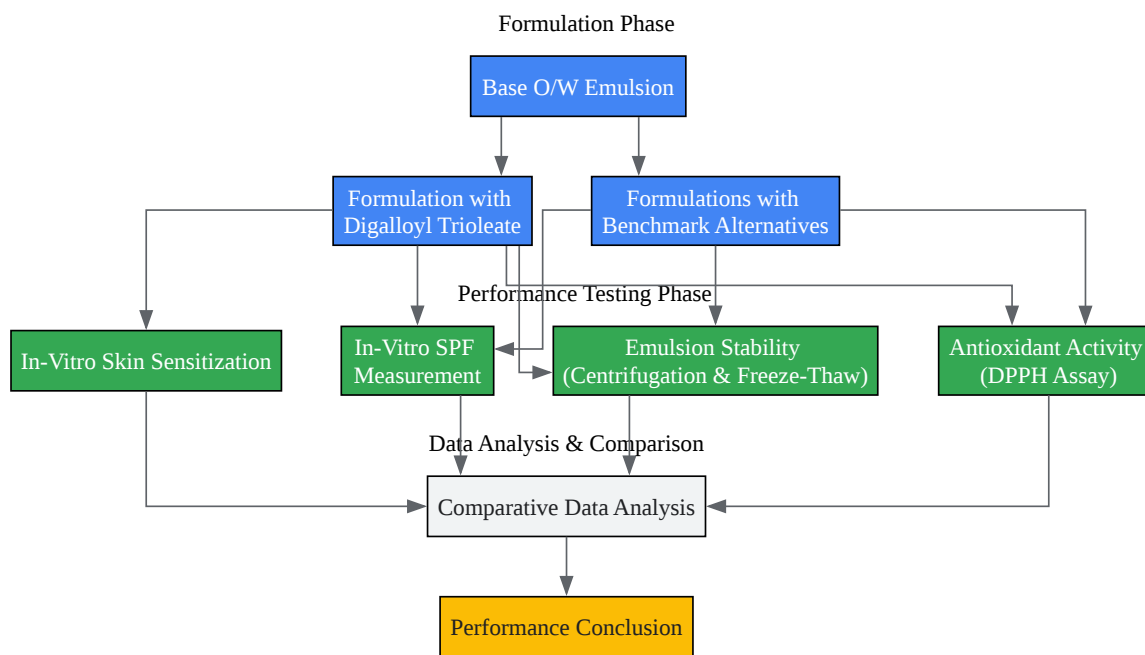 Formulation Phase
Base O/W Emulsion
Formulation with
Digalloyl Trioleate
Formulations with
Benchmark Alternatives
Performance Testing Phase
In-Vitro Skin Sensitization
In-Vitro SPF
Measurement
Emulsion Stability
(Centrifugation & Freeze-Thaw)
Antioxidant Activity
(DPPH Assay)
Data Analysis & Comparison
Comparative Data Analysis
Performance Conclusion